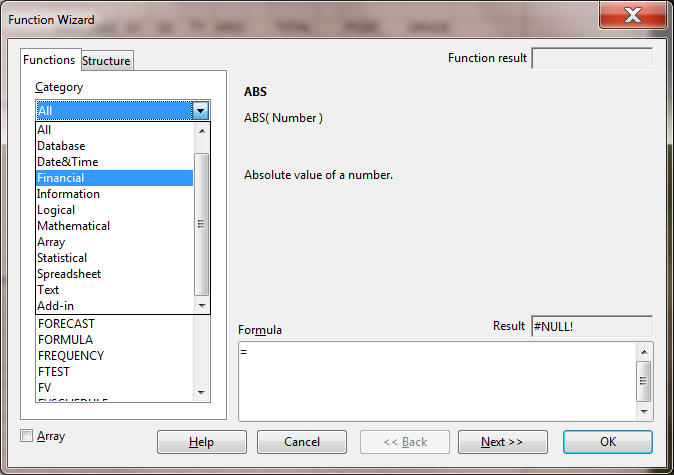 Function Wizard
Functions
Structure
Function result
Category
All
All
Database
Date&Time
Financial
Information
Logical
Mathematical
Array
Statistical
Spreadsheet
Text
Add-in
FORECAST
FORMULA
FREQUENCY
FTEST
FV
FVSCHEDULE
ABS
ABS( Number )
Absolute value of a number.
Formula
Result
#NULL!
=
Array
Help
Cancel
<< Back
Next >>
OK